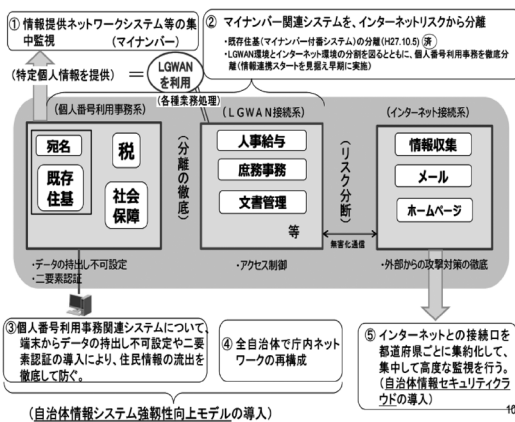 ①情報提供ネットワークシステム等の集
中監視　　　　（マイナンバー）
② マイナンバー関連システムを、インターネットリスクから分離
・既存住基(マイナンバー付番システム)の分離(H27.10.5) 済
・LGWAN環境とインターネット環境の分割を図るとともに、個人番号利用事務を徹底分
離(情報連携スタートを見据え早期に実施)
(特定個人情報を提供)
LGWAN
を利用
(各種業務処理)
(個人番号利用事務系)
宛名
既存
住基
税
社会
保障
・データの持出し不可設定
・二要素認証
(分離の徹底)
(LGWAN接続系)
人事給与
庶務事務
文書管理
等
・アクセス制御
(リスク分断)
無害化通信
(インターネット接続系)
情報収集
メール
ホームページ
・外部からの攻撃対策の徹底
③個人番号利用事務関連システムについて、
端末からデータの持出し不可設定や二要
素認証の導入により、住民情報の流出を
徹底して防ぐ。
④ 全自治体で庁内ネット
ワークの再構成
⑤ インターネットとの接続口を
都道府県ごとに集約化して、
集中して高度な監視を行う。
(自治体情報セキュリティクラ
ウドの導入)
(自治体情報システム強靱性向上モデルの導入)